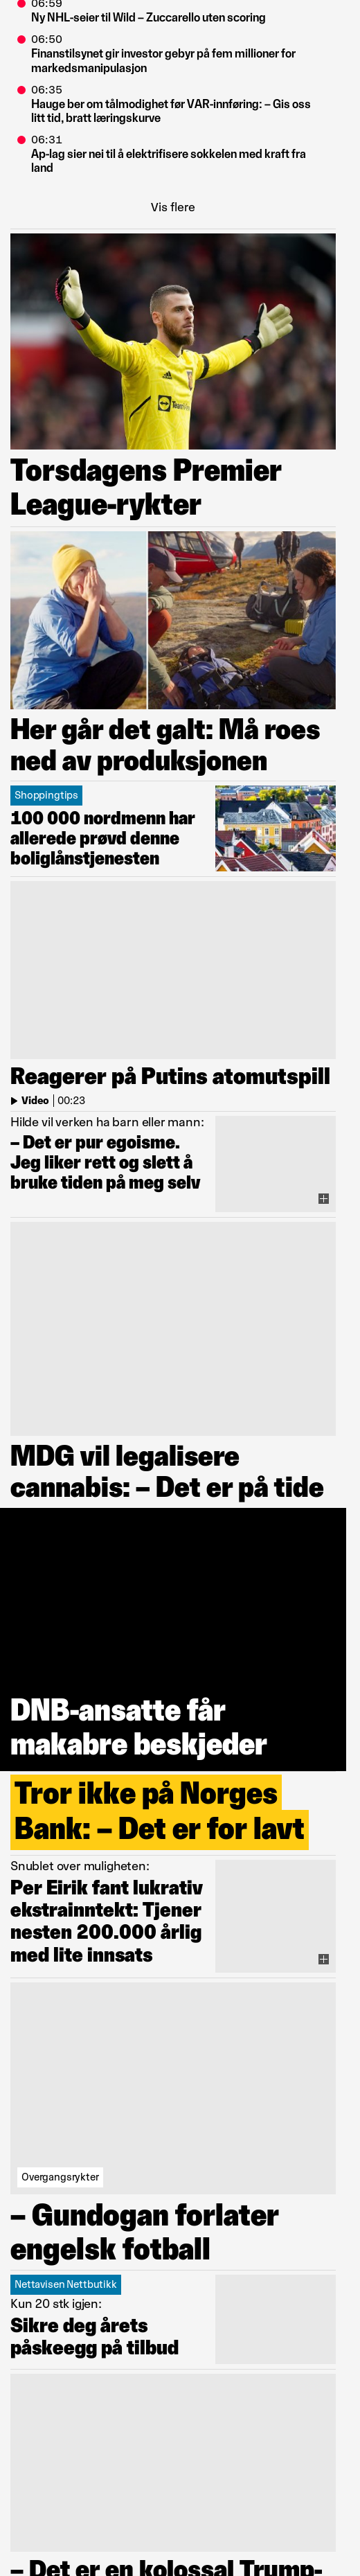 06:59
Ny NHL-seier til Wild – Zuccarello uten scoring
06:50
Finanstilsynet gir investor gebyr på fem millioner for
markedsmanipulasjon
06:35
Hauge ber om tålmodighet før VAR-innføring: – Gis oss
litt tid, bratt læringskurve
06:31
Ap-lag sier nei til å elektrifisere sokkelen med kraft fra
land
Vis flere
Torsdagens Premier
League-rykter
Her går det galt: Må roes
ned av produksjonen
Shoppingtips
100 000 nordmenn har
allerede prøvd denne
boliglånstjenesten
Reagerer på Putins atomutspill
Video | 00:23
Hilde vil verken ha barn eller mann:
– Det er pur egoisme.
Jeg liker rett og slett å
bruke tiden på meg selv
MDG vil legalisere
cannabis: – Det er på tide
DNB-ansatte får
makabre beskjeder
Tror ikke på Norges
Bank: – Det er for lavt
Snublet over muligheten:
Per Eirik fant lukrativ
ekstrainntekt: Tjener
nesten 200.000 årlig
med lite innsats
Overgangsrykter
– Gundogan forlater
engelsk fotball
Nettavisen Nettbutikk
Kun 20 stk igjen:
Sikre deg årets
påskeegg på tilbud
– Det er en kolossal Trump-